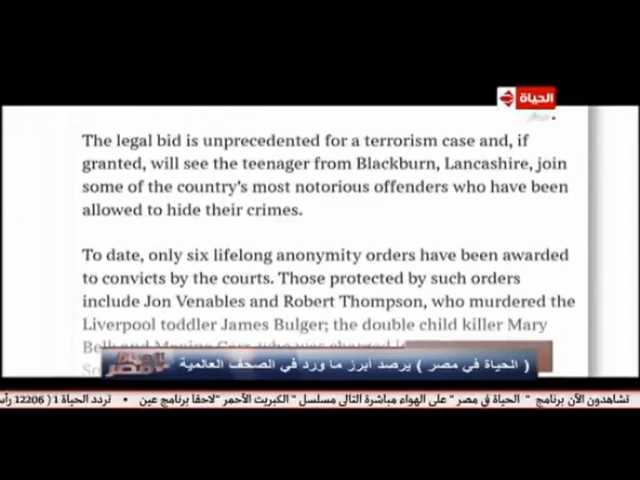 الحياة
The legal bid is unprecedented for a terrorism case and, if
granted, will see the teenager from Blackburn, Lancashire, join
some of the country's most notorious offenders who have been
allowed to hide their crimes.
To date, only six lifelong anonymity orders have been awarded
to convicts by the courts. Those protected by such orders
include Jon Venables and Robert Thompson, who murdered the
Liverpool toddler James Bulger; the double child killer Mary
( الحياة في مصر ) يرصد أبرز ما ورد في الصحف العالمية
تشاهدون الآن برنامج " الحياة في مصر" على الهواء مباشرة التالى مسلسل "الكبريت الأحمر "لاحقا برنامج عين • تردد الحياة 1 ( 12206